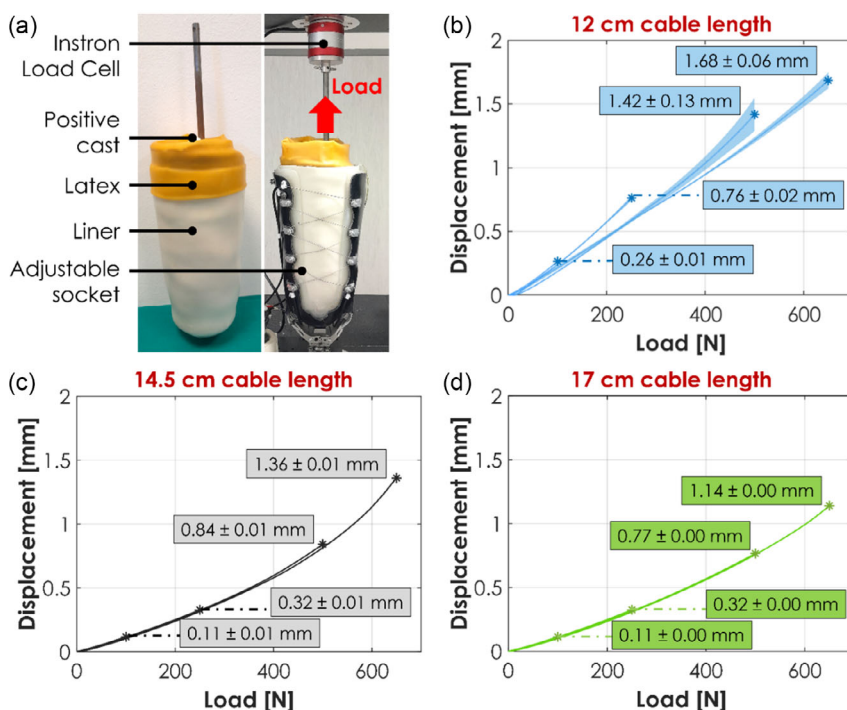 (a)
Instron
Load Cell
Load
Positive
cast
Latex
Liner
Adjustable
socket
(b)
12 cm cable length
Displacement [mm]
2
1.5
1
0.5
0
1.68 ± 0.06 mm
1.42 ± 0.13 mm
0.76 ± 0.02 mm
0.26 ± 0.01 mm
0
200
400
600
Load [N]
(c)
14.5 cm cable length
Displacement [mm]
2
1.5
1
0.5
0
1.36 ± 0.01 mm
0.84 ± 0.01 mm
0.32 ± 0.01 mm
0.11 ± 0.01 mm
0
200
400
600
Load [N]
(d)
17 cm cable length
Displacement [mm]
2
1.5
1
0.5
0
1.14 ± 0.00 mm
0.77 ± 0.00 mm
0.32 ± 0.00 mm
0.11 ± 0.00 mm
0
200
400
600
Load [N]